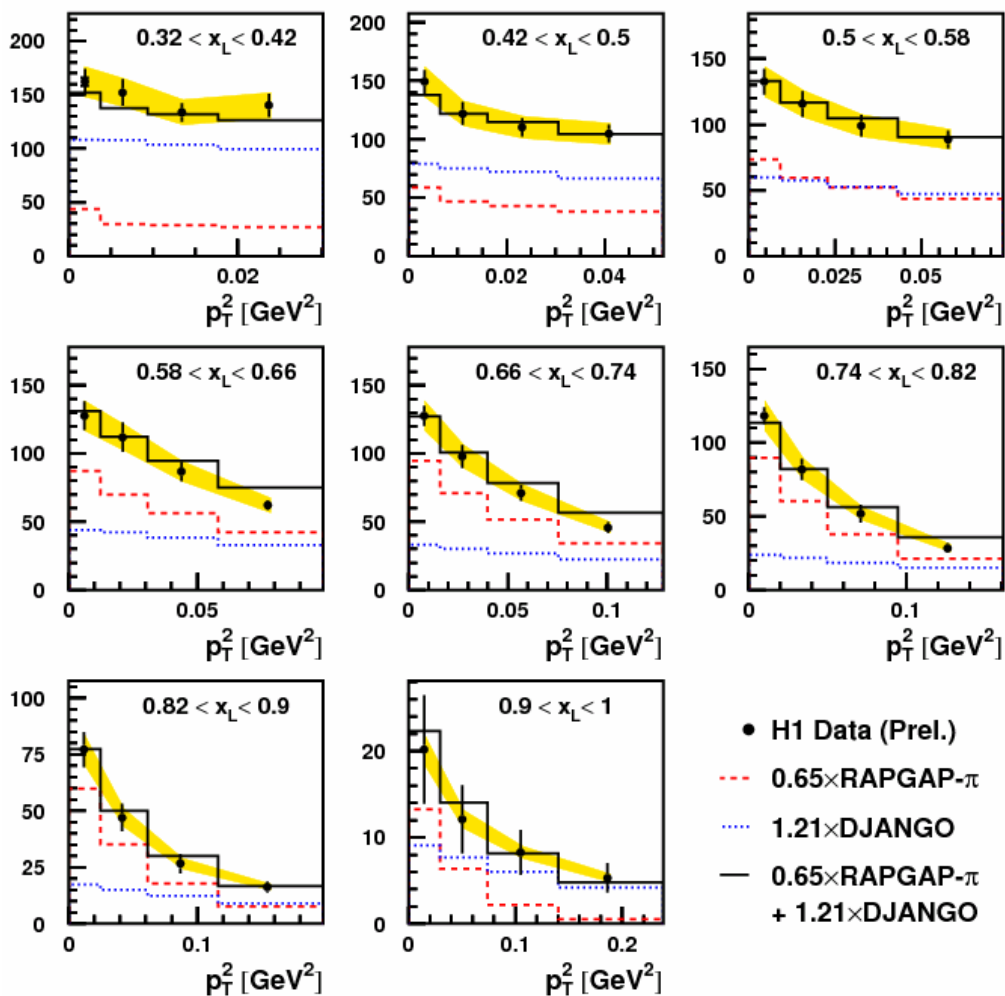 0.32 < x_L < 0.42
200
150
100
50
0
0
0.02
p_T^2 [GeV^2]
0.42 < x_L < 0.5
200
150
100
50
0
0
0.02
0.04
p_T^2 [GeV^2]
0.5 < x_L < 0.58
150
100
50
0
0
0.025
0.05
p_T^2 [GeV^2]
0.58 < x_L < 0.66
150
100
50
0
0
0.05
p_T^2 [GeV^2]
0.66 < x_L < 0.74
150
100
50
0
0
0.05
0.1
p_T^2 [GeV^2]
0.74 < x_L < 0.82
150
100
50
0
0
0.1
p_T^2 [GeV^2]
0.82 < x_L < 0.9
100
75
50
25
0
0
0.1
p_T^2 [GeV^2]
0.9 < x_L < 1
20
10
0
0
0.1
0.2
p_T^2 [GeV^2]
H1 Data (Prel.)
0.65×RAPGAP-π
1.21×DJANGO
0.65×RAPGAP-π
+ 1.21×DJANGO